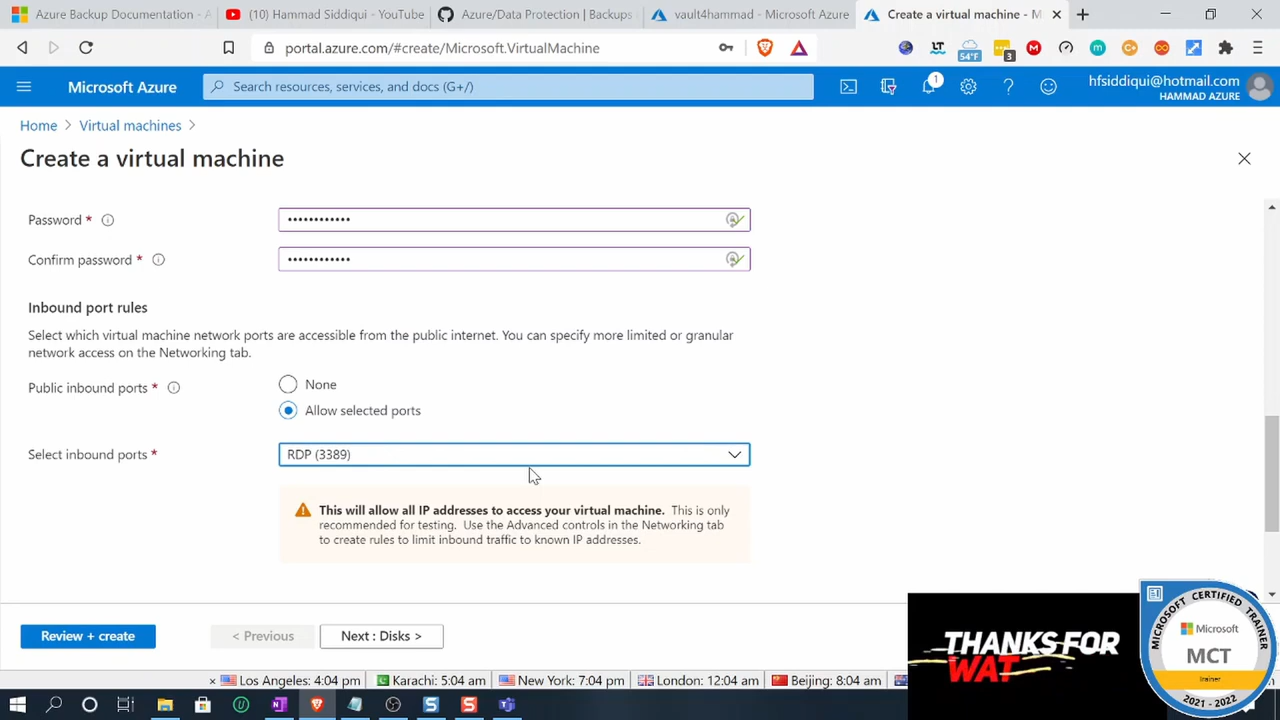 Azure Backup Documentation - A
(10) Hammad Siddiqui - YouTube
Azure/Data Protection | Backups
vault4hammad - Microsoft Azure
Create a virtual machine - M
portal.azure.com/#create/Microsoft.VirtualMachine
LT
54°F
3
M
m
Microsoft Azure
Search resources, services, and docs (G+/)
1
hfsiddiqui@hotmail.com
HAMMAD AZURE
Home > Virtual machines >
Create a virtual machine
Password *
••••••••••••
Confirm password *
••••••••••••
Inbound port rules
Select which virtual machine network ports are accessible from the public internet. You can specify more limited or granular
network access on the Networking tab.
Public inbound ports *
None
Allow selected ports
Select inbound ports *
RDP (3389)
This will allow all IP addresses to access your virtual machine. This is only
recommended for testing. Use the Advanced controls in the Networking tab
to create rules to limit inbound traffic to known IP addresses.
Review + create
< Previous
Next : Disks >
THANKS FOR
WAT
MICROSOFT CERTIFIED TRAINER
Microsoft
MCT
Trainer
2021 - 2022
Los Angeles: 4:04 pm
Karachi: 5:04 am
New York: 7:04 pm
London: 12:04 am
Beijing: 8:04 am